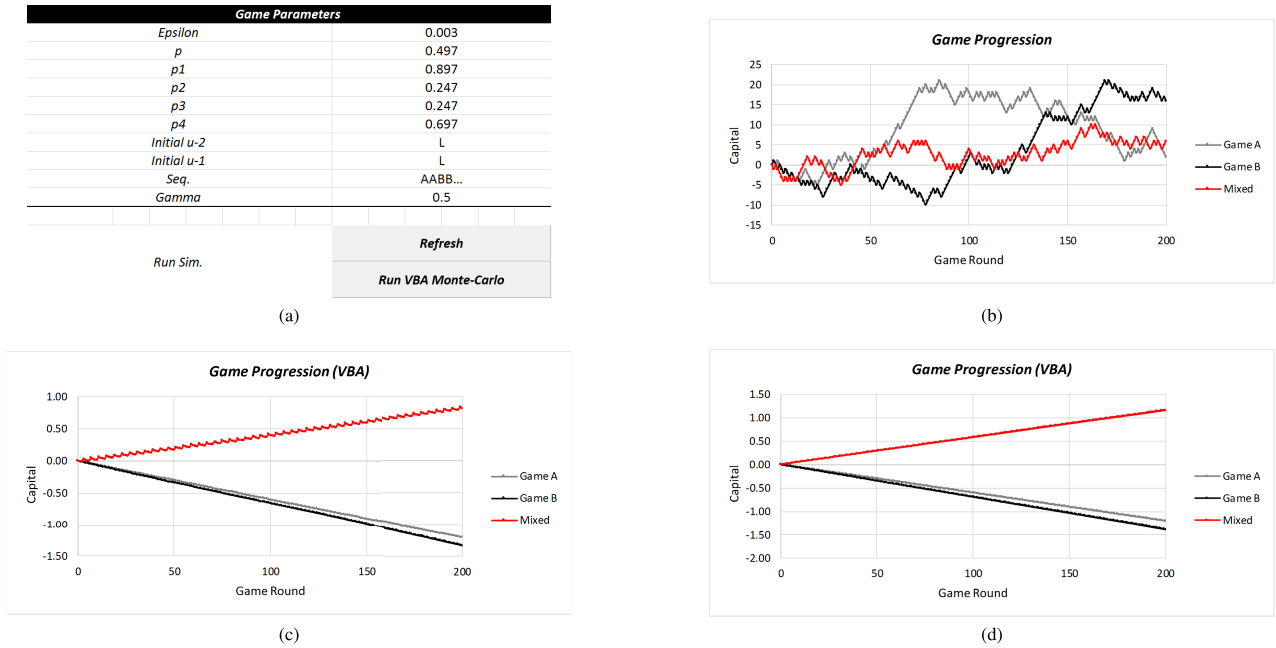 Game Parameters
Epsilon 0.003
p 0.497
p1 0.897
p2 0.247
p3 0.247
p4 0.697
Initial u-2 L
Initial u-1 L
Seq. AABB...
Gamma 0.5
Run Sim.
Refresh
Run VBA Monte-Carlo
(a)
Game Progression
25
20
15
10
5
0
-5
-10
-15
Capital
0 50 100 150 200
Game Round
Game A
Game B
Mixed
(b)
Game Progression (VBA)
1.00
0.50
0.00
-0.50
-1.00
-1.50
Capital
0 50 100 150 200
Game Round
Game A
Game B
Mixed
(c)
Game Progression (VBA)
1.50
1.00
0.50
0.00
-0.50
-1.00
-1.50
-2.00
Capital
0 50 100 150 200
Game Round
Game A
Game B
Mixed
(d)